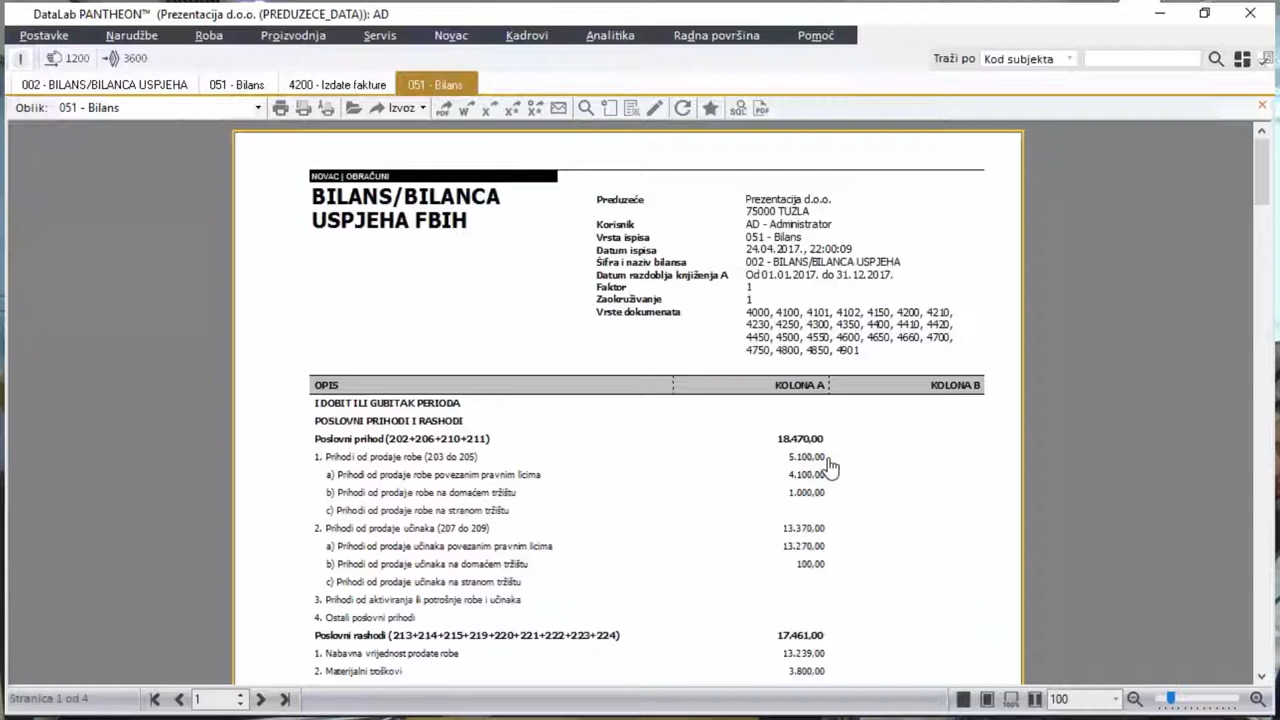 DataLab PANTHEON™ (Prezentacija d.o.o. (PREDUZECE_DATA)): AD
Postavke Narudžbe Roba Proizvodnja Servis Novac Kadrovi Analitika Radna površina Pomoć
1200 3600 Traži po Kod subjekta
002 - BILANS/BILANCA USPJEHA 051 - Bilans 4200 - Izdate fakture 051 - Bilans
Oblik: 051 - Bilans Izvoz
NOVAC | OBRAČUNI
BILANS/BILANCA
USPJEHA FBIH
Preduzeće Prezentacija d.o.o.
75000 TUZLA
Korisnik AD - Administrator
Vrsta ispisa 051 - Bilans
Datum ispisa 24.04.2017., 22:00:09
Šifra i naziv bilansa 002 - BILANS/BILANCA USPJEHA
Datum razdoblja knjiženja A Od 01.01.2017. do 31.12.2017.
Faktor 1
Zaokruživanje 1
Vrste dokumenata 4000, 4100, 4101, 4102, 4150, 4200, 4210,
4230, 4250, 4300, 4350, 4400, 4410, 4420,
4450, 4500, 4550, 4600, 4650, 4660, 4700,
4750, 4800, 4850, 4901
OPIS KOLONA A KOLONA B
I DOBIT ILI GUBITAK PERIODA
POSLOVNI PRIHODI I RASHODI
Poslovni prihod (202+206+210+211) 18.470,00
1. Prihodi od prodaje robe (203 do 205) 5.100,00
a) Prihodi od prodaje robe povezanim pravnim licima 4.100,00
b) Prihodi od prodaje robe na domaćem tržištu 1.000,00
c) Prihodi od prodaje robe na stranom tržištu
2. Prihodi od prodaje učinaka (207 do 209) 13.370,00
a) Prihodi od prodaje učinaka povezanim pravnim licima 13.270,00
b) Prihodi od prodaje učinaka na domaćem tržištu 100,00
c) Prihodi od prodaje učinaka na stranom tržištu
3. Prihodi od aktiviranja ili potrošnje robe i učinaka
4. Ostali poslovni prihodi
Poslovni rashodi (213+214+215+219+220+221+222+223+224) 17.461,00
1. Nabavna vrijednost prodate robe 13.239,00
2. Materijalni troškovi 3.800,00
Stranica 1 od 4 1 100% 100